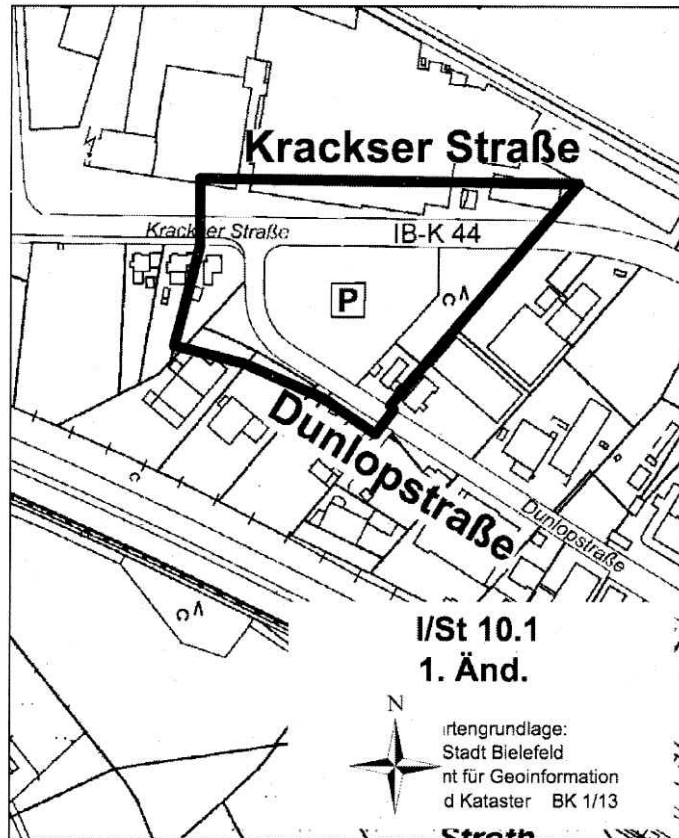 Krackser Straße
Krackser Straße
IB-K 44
P
Dunlopstraße
Dunlopstraße
I/St 10.1
1. Änd.
N
rtengrundlage:
Stadt Bielefeld
nt für Geoinformation
d Kataster BK 1/13